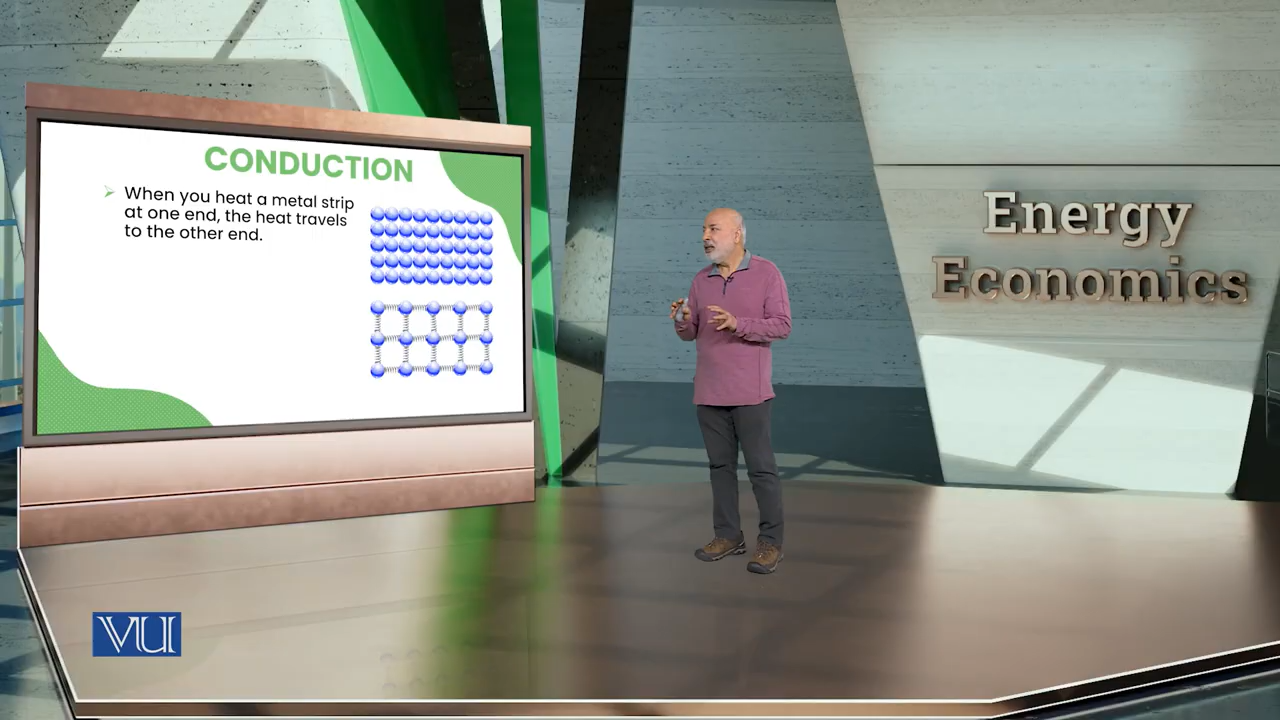 CONDUCTION
When you heat a metal strip
at one end, the heat travels
to the other end.
Energy
Economics
VU